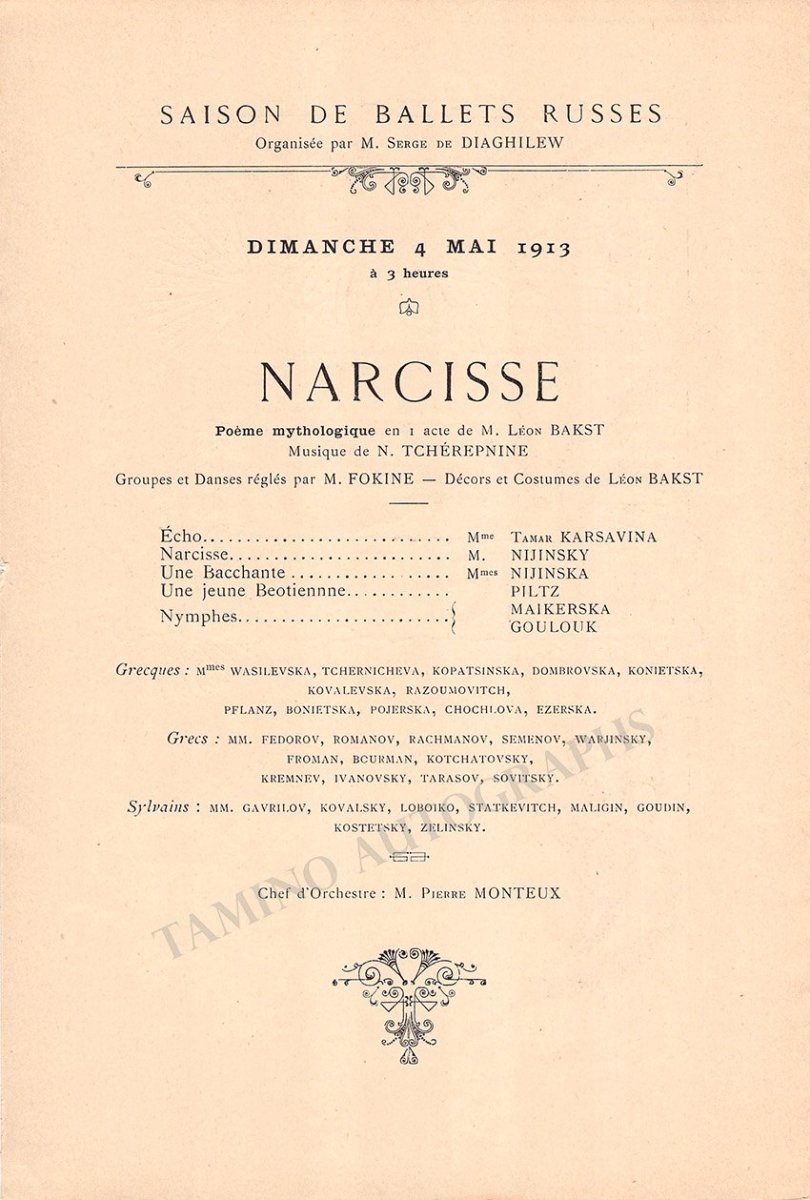 SAISON DE BALLETS RUSSES
Organisée par M. SERGE DE DIAGHILEW
DIMANCHE 4 MAI 1913
à 3 heures
NARCISSE
Poème mythologique en 1 acte de M. LÉON BAKST
Musique de N. TCHÉREPNINE
Groupes et Danses réglés par M. FOKINE — Décors et Costumes de LÉON BAKST
Écho........................... Mme TAMAR KARSAVINA
Narcisse........................ M. NIJINSKY
Une Bacchante .................. Mmes NIJINSKA
Une jeune Beotiennne............ PILTZ
Nymphes......................... { MAIKERSKA
GOULOUK
Grecques : Mmes WASILEVSKA, TCHERNICHEVA, KOPATSINSKA, DOMBROVSKA, KONIETSKA,
KOVALEVSKA, RAZOUMOVITCH,
PFLANZ, BONIETSKA, POJERSKA, CHOCHLOVA, EZERSKA.
Grecs : MM. FEDOROV, ROMANOV, RACHMANOV, SEMENOV, WARJINSKY,
FROMAN, BOURMAN, KOTCHATOVSKY,
KREMNEV, IVANOVSKY, TARASOV, SOVITSKY.
Sylvains : MM. GAVRILOV, KOVALSKY, LOBOIKO, STATKEVITCH, MALIGIN, GOUDIN,
KOSTETSKY, ZELINSKY.
Chef d'Orchestre : M. PIERRE MONTEUX
TAMINO AUTOGRAPHS